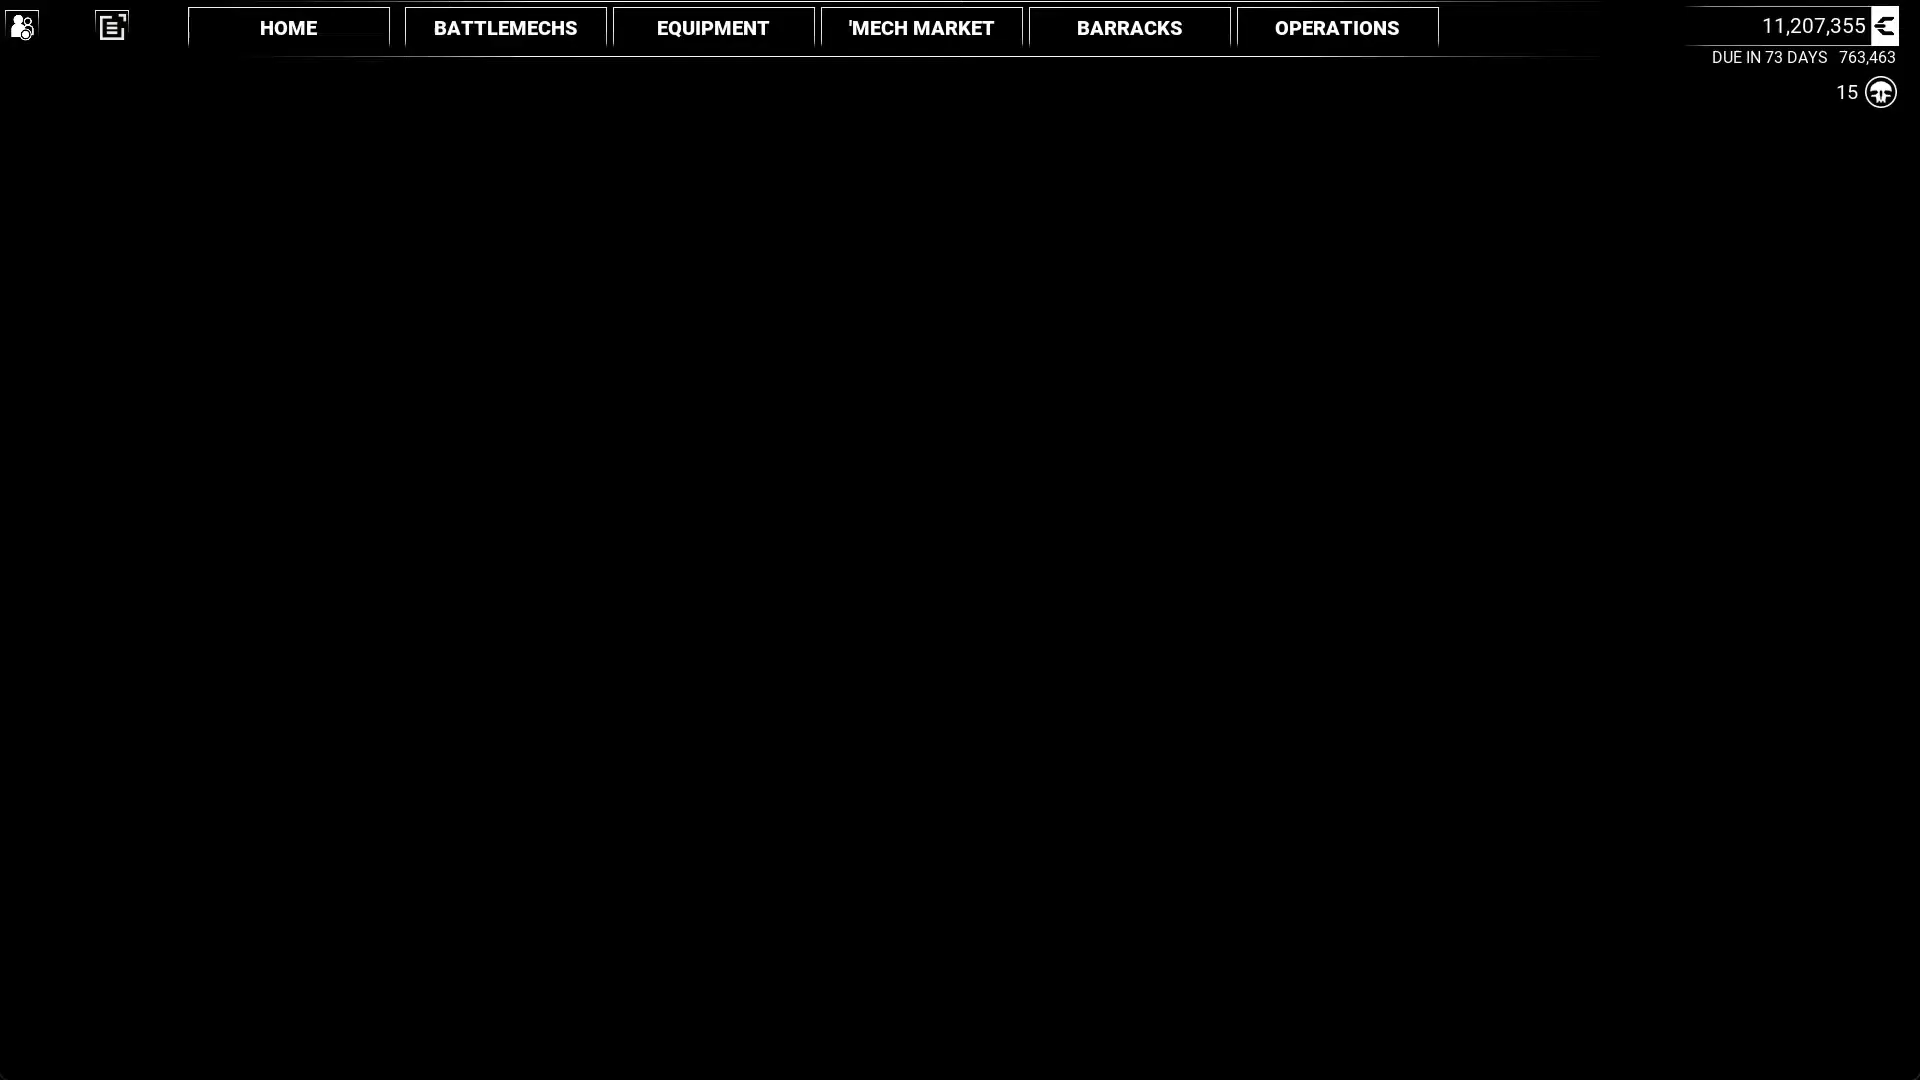 HOME
BATTLEMECHS
EQUIPMENT
'MECH MARKET
BARRACKS
OPERATIONS
11,207,355
DUE IN 73 DAYS 763,463
15